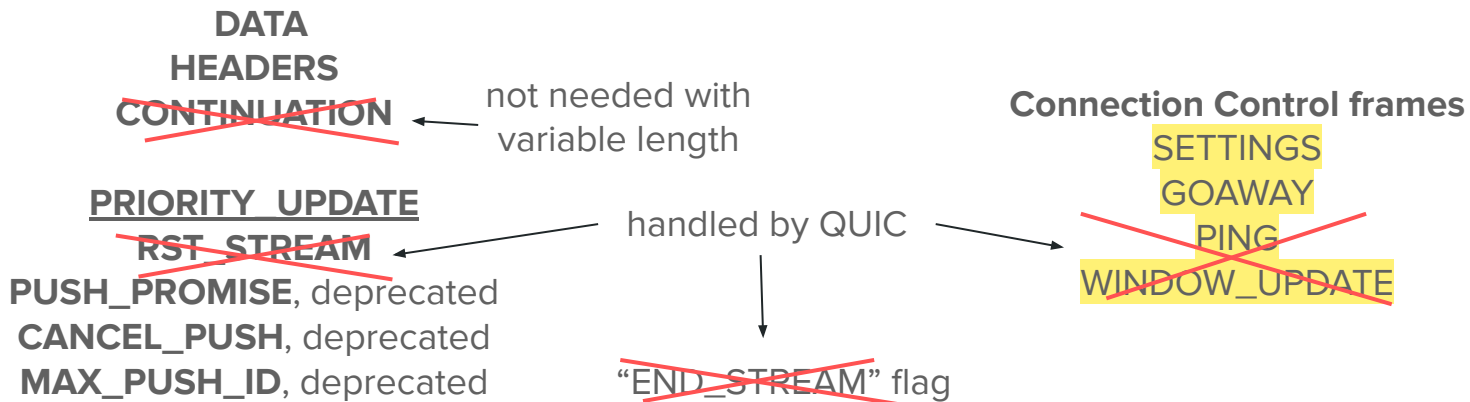 DATA
HEADERS
CONTINUATION
not needed with
variable length
PRIORITY_UPDATE
RST_STREAM
PUSH_PROMISE, deprecated
CANCEL_PUSH, deprecated
MAX_PUSH_ID, deprecated
handled by QUIC
“END_STREAM” flag
Connection Control frames
SETTINGS
GOAWAY
PING
WINDOW_UPDATE